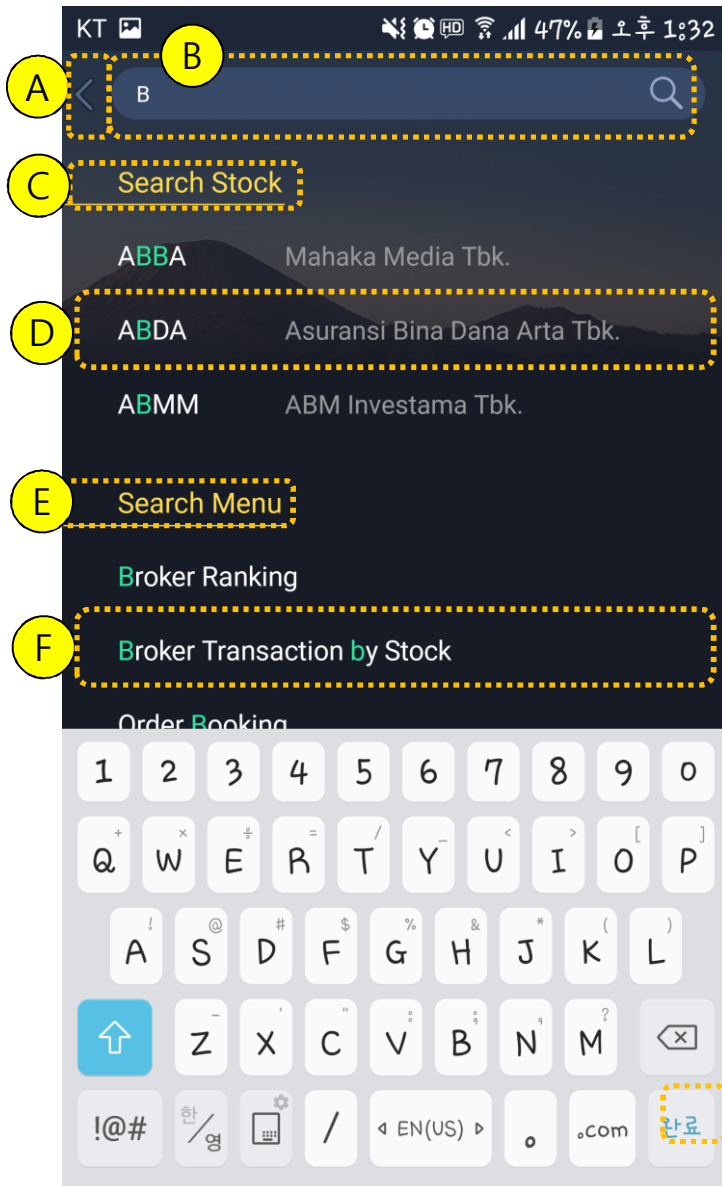 KT 47% 오후 1:32
A
B
B
C
Search Stock
ABBA Mahaka Media Tbk.
D
ABDA Asuransi Bina Dana Arta Tbk.
ABMM ABM Investama Tbk.
E
Search Menu
Broker Ranking
F
Broker Transaction by Stock
Order Booking
1 2 3 4 5 6 7 8 9 0
+ × ÷ = / _ < > [ ]
Q W E R T Y U I O P
! @ # $ % & * ( )
A S D F G H J K L
- ' " : ; , ?
Z X C V B N M
!@# 한/영 / EN(US) . .com 완료